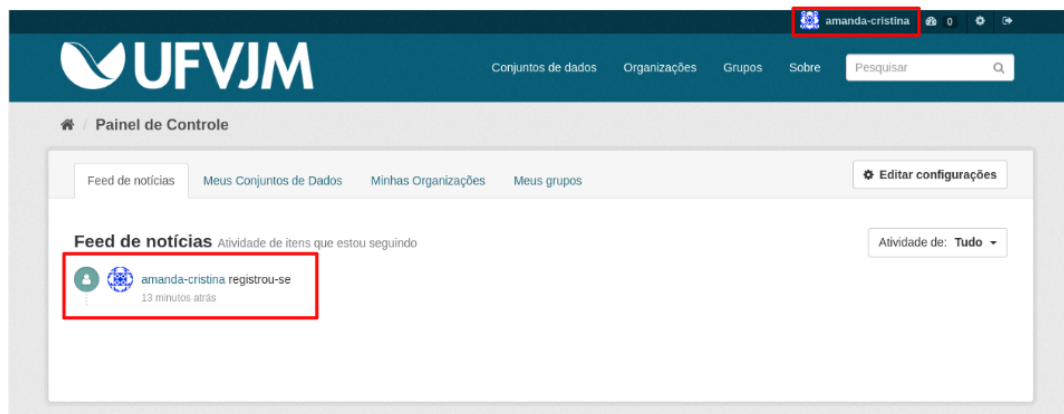 amanda-cristina 0
UFVJM
Conjuntos de dados Organizações Grupos Sobre Pesquisar
/ Painel de Controle
Feed de notícias Meus Conjuntos de Dados Minhas Organizações Meus grupos Editar configurações
Feed de notícias Atividade de itens que estou seguindo Atividade de: Tudo
amanda-cristina registrou-se
13 minutos atrás